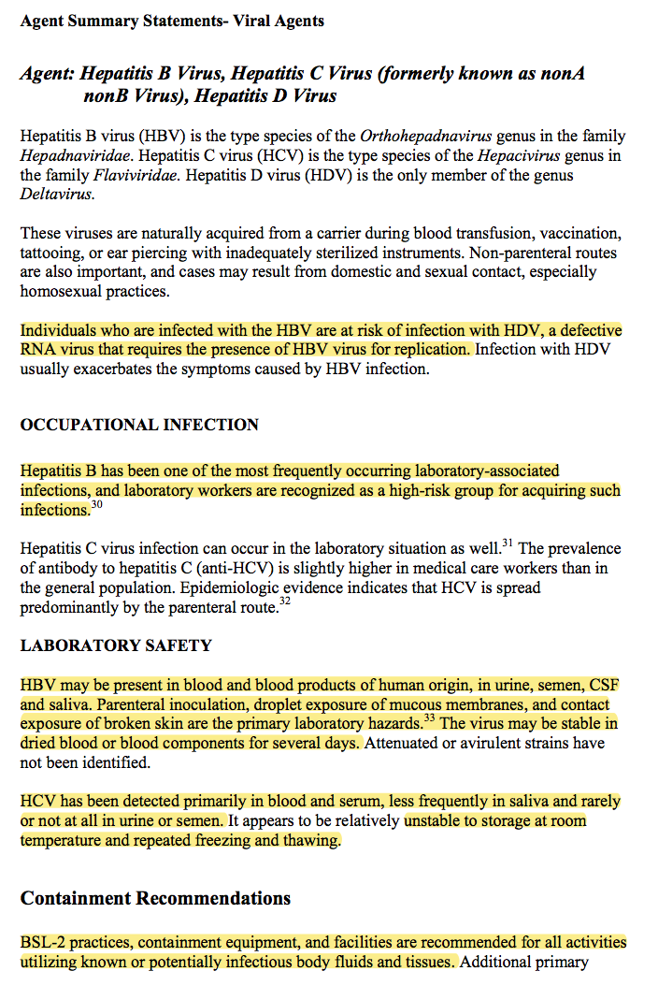 Agent Summary Statements- Viral Agents
Agent: Hepatitis B Virus, Hepatitis C Virus (formerly known as nonA
nonB Virus), Hepatitis D Virus
Hepatitis B virus (HBV) is the type species of the Orthohepadnavirus genus in the family
Hepadnaviridae. Hepatitis C virus (HCV) is the type species of the Hepacivirus genus in
the family Flaviviridae. Hepatitis D virus (HDV) is the only member of the genus
Deltavirus.
These viruses are naturally acquired from a carrier during blood transfusion, vaccination,
tattooing, or ear piercing with inadequately sterilized instruments. Non-parenteral routes
are also important, and cases may result from domestic and sexual contact, especially
homosexual practices.
Individuals who are infected with the HBV are at risk of infection with HDV, a defective
RNA virus that requires the presence of HBV virus for replication. Infection with HDV
usually exacerbates the symptoms caused by HBV infection.
OCCUPATIONAL INFECTION
Hepatitis B has been one of the most frequently occurring laboratory-associated
infections, and laboratory workers are recognized as a high-risk group for acquiring such
infections.30
Hepatitis C virus infection can occur in the laboratory situation as well.31 The prevalence
of antibody to hepatitis C (anti-HCV) is slightly higher in medical care workers than in
the general population. Epidemiologic evidence indicates that HCV is spread
predominantly by the parenteral route.32
LABORATORY SAFETY
HBV may be present in blood and blood products of human origin, in urine, semen, CSF
and saliva. Parenteral inoculation, droplet exposure of mucous membranes, and contact
exposure of broken skin are the primary laboratory hazards.33 The virus may be stable in
dried blood or blood components for several days. Attenuated or avirulent strains have
not been identified.
HCV has been detected primarily in blood and serum, less frequently in saliva and rarely
or not at all in urine or semen. It appears to be relatively unstable to storage at room
temperature and repeated freezing and thawing.
Containment Recommendations
BSL-2 practices, containment equipment, and facilities are recommended for all activities
utilizing known or potentially infectious body fluids and tissues. Additional primary